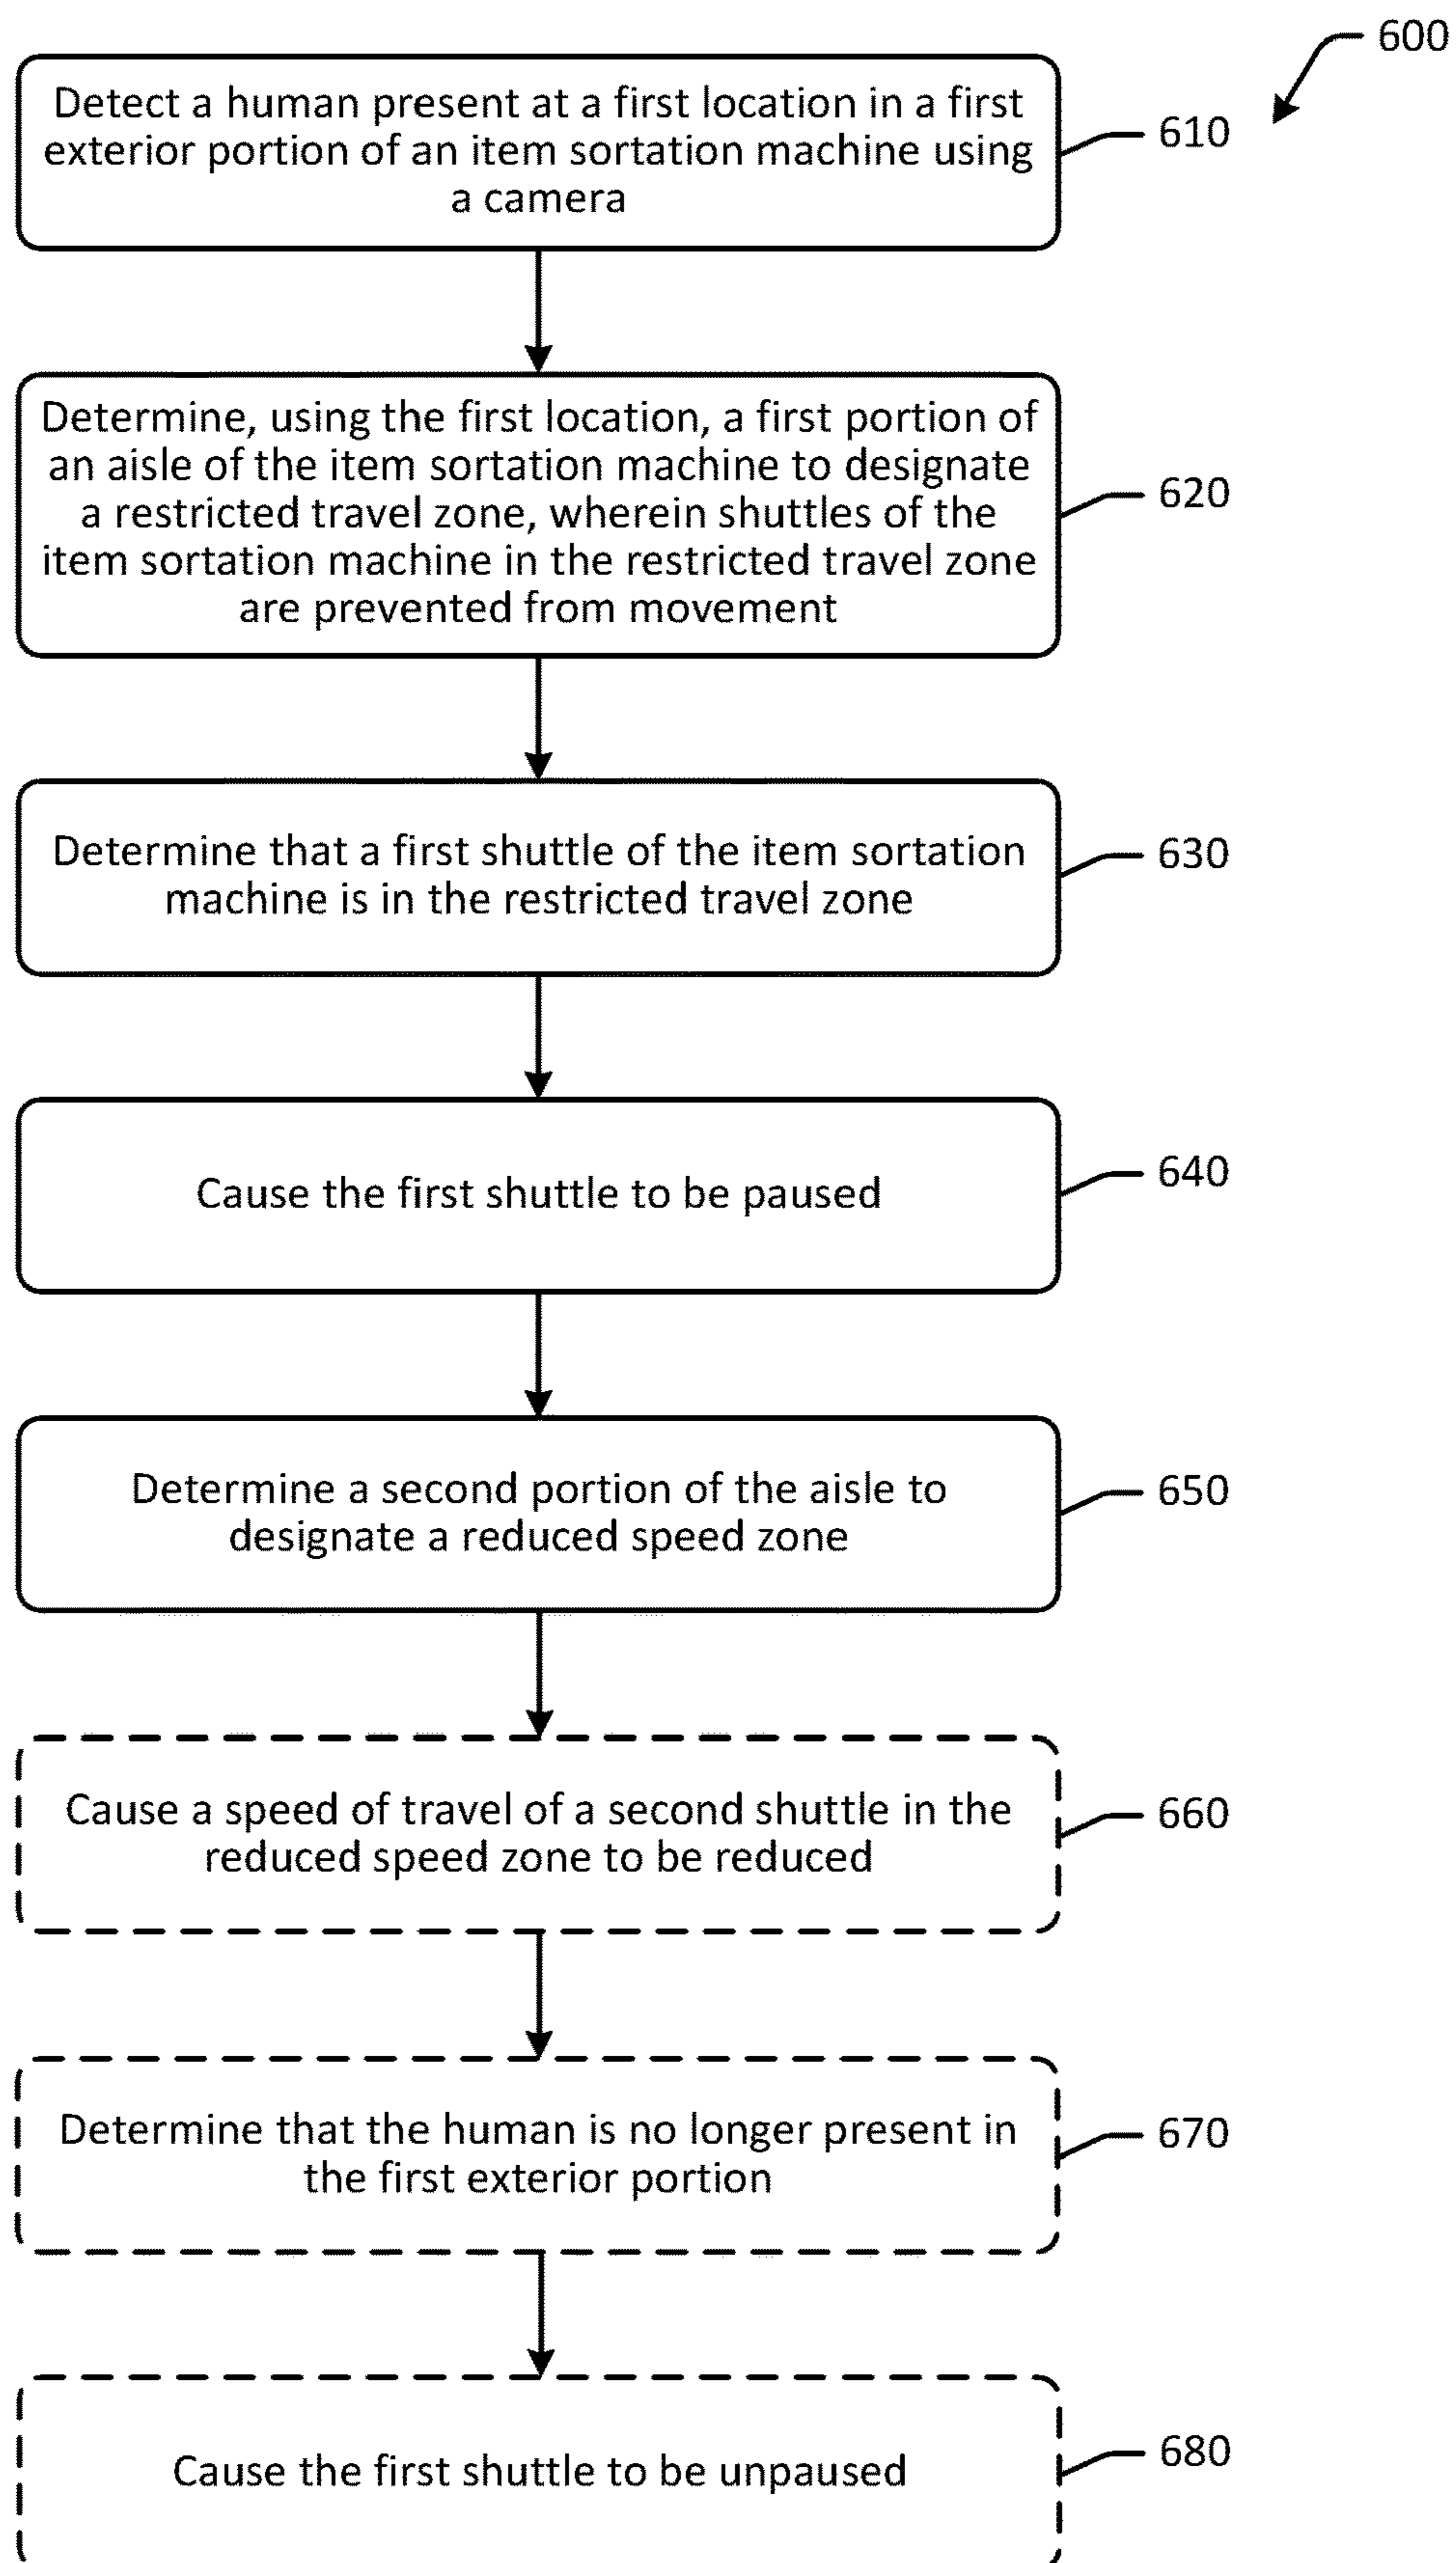 600
Detect a human present at a first location in a first
exterior portion of an item sortation machine using
a camera
610
Determine, using the first location, a first portion of
an aisle of the item sortation machine to designate
a restricted travel zone, wherein shuttles of the
item sortation machine in the restricted travel zone
are prevented from movement
620
Determine that a first shuttle of the item sortation
machine is in the restricted travel zone
630
Cause the first shuttle to be paused
640
Determine a second portion of the aisle to
designate a reduced speed zone
650
Cause a speed of travel of a second shuttle in the
reduced speed zone to be reduced
660
Determine that the human is no longer present in
the first exterior portion
670
Cause the first shuttle to be unpaused
680